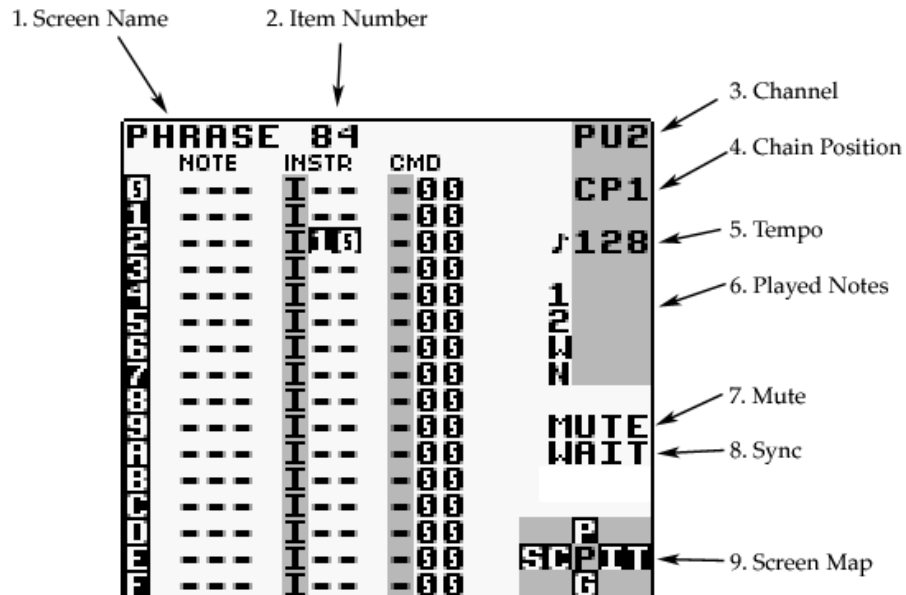 1. Screen Name 2. Item Number
3. Channel
PHRASE 84 PU2
4. Chain Position
NOTE INSTR CMD
0 --- I-- -00 CP1
1 --- I-- -00
2 --- I10 -00 ♪128 5. Tempo
3 --- I-- -00
6. Played Notes
4 --- I-- -00 1
5 --- I-- -00 2
6 --- I-- -00 W
7 --- I-- -00 N
8 --- I-- -00
7. Mute
9 --- I-- -00 MUTE
A --- I-- -00 WAIT 8. Sync
B --- I-- -00
C --- I-- -00
D --- I-- -00 P
E --- I-- -00 SCPIT 9. Screen Map
F --- I-- -00 G